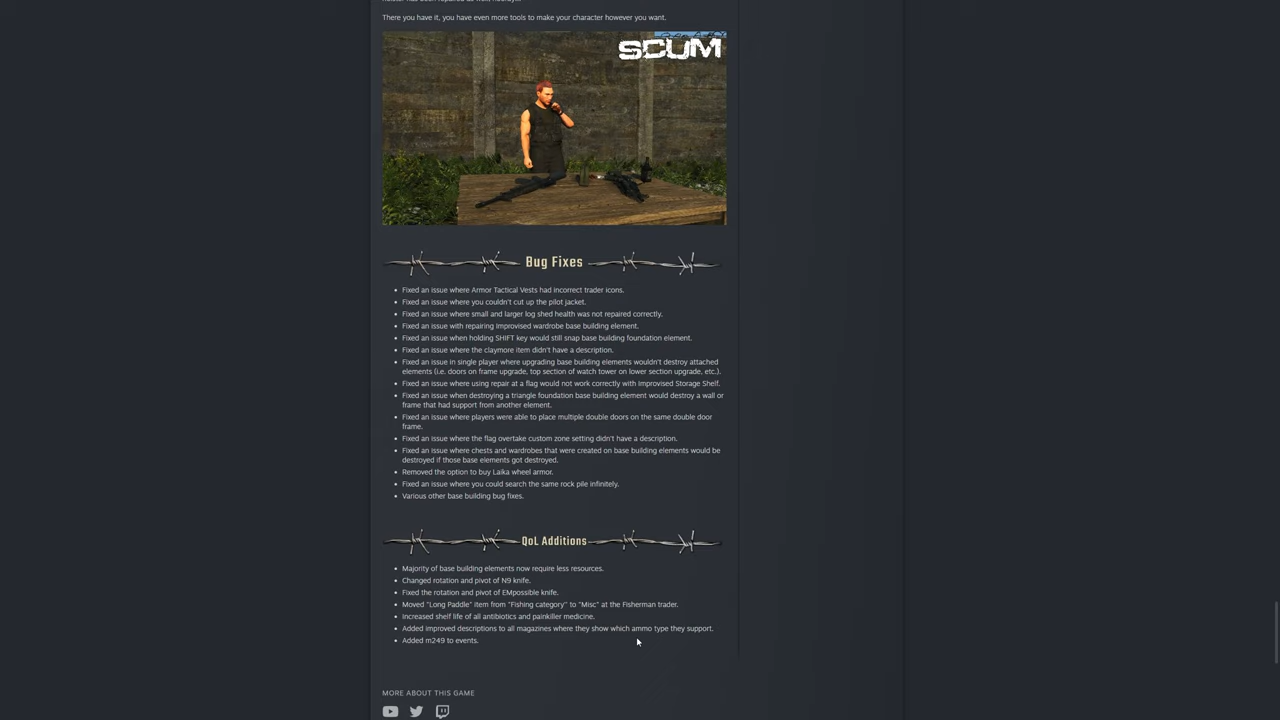 There you have it, you have even more tools to make your character however you want.
SCUM
Bug Fixes
• Fixed an issue where Armor Tactical Vests had incorrect trader icons.
• Fixed an issue where you couldn't cut up the pilot jacket.
• Fixed an issue where small and larger log shed health was not repaired correctly.
• Fixed an issue with repairing Improvised wardrobe base building element.
• Fixed an issue when holding SHIFT key would still snap base building foundation element.
• Fixed an issue where the claymore item didn't have a description.
• Fixed an issue in single player where upgrading base building elements wouldn't destroy attached
elements (i.e. doors on frame upgrade, top section of watch tower on lower section upgrade, etc.).
• Fixed an issue where using repair at a flag would not work correctly with Improvised Storage Shelf.
• Fixed an issue when destroying a triangle foundation base building element would destroy a wall or
frame that had support from another element.
• Fixed an issue where players were able to place multiple double doors on the same double door
frame.
• Fixed an issue where the flag overtake custom zone setting didn't have a description.
• Fixed an issue where chests and wardrobes that were created on base building elements would be
destroyed if those base elements got destroyed.
• Removed the option to buy Laika wheel armor.
• Fixed an issue where you could search the same rock pile infinitely.
• Various other base building bug fixes.
QoL Additions
• Majority of base building elements now require less resources.
• Changed rotation and pivot of N9 knife.
• Fixed the rotation and pivot of EMpossible knife.
• Moved "Long Paddle" item from "Fishing category" to "Misc" at the Fisherman trader.
• Increased shelf life of all antibiotics and painkiller medicine.
• Added improved descriptions to all magazines where they show which ammo type they support.
• Added m249 to events.
MORE ABOUT THIS GAME